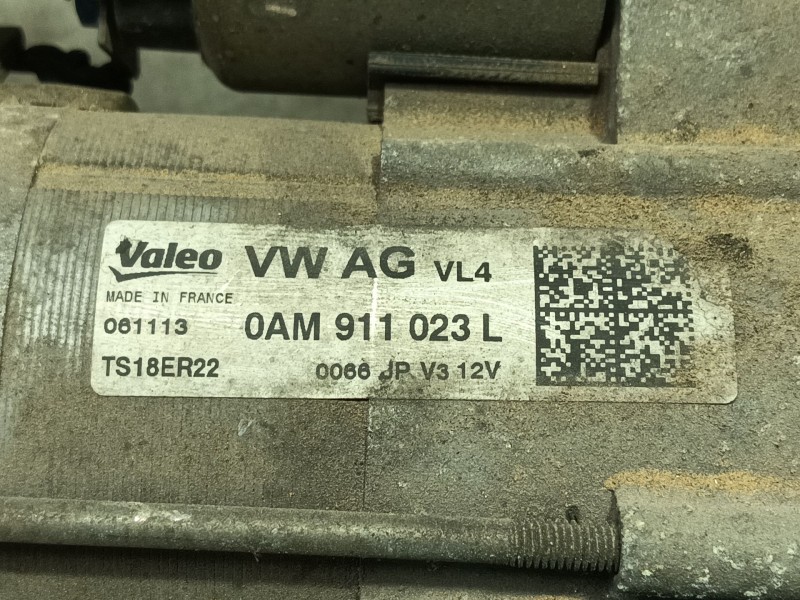 Valeo VW AG VL4
MADE IN FRANCE
061113 0AM 911 023 L
TS18ER22 0066 JP V3 12V